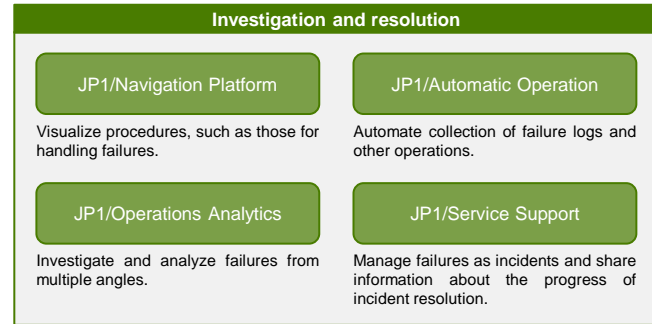 Investigation and resolution
JP1/Navigation Platform
Visualize procedures, such as those for
handling failures.
JP1/Automatic Operation
Automate collection of failure logs and
other operations.
JP1/Operations Analytics
Investigate and analyze failures from
multiple angles.
JP1/Service Support
Manage failures as incidents and share
information about the progress of
incident resolution.